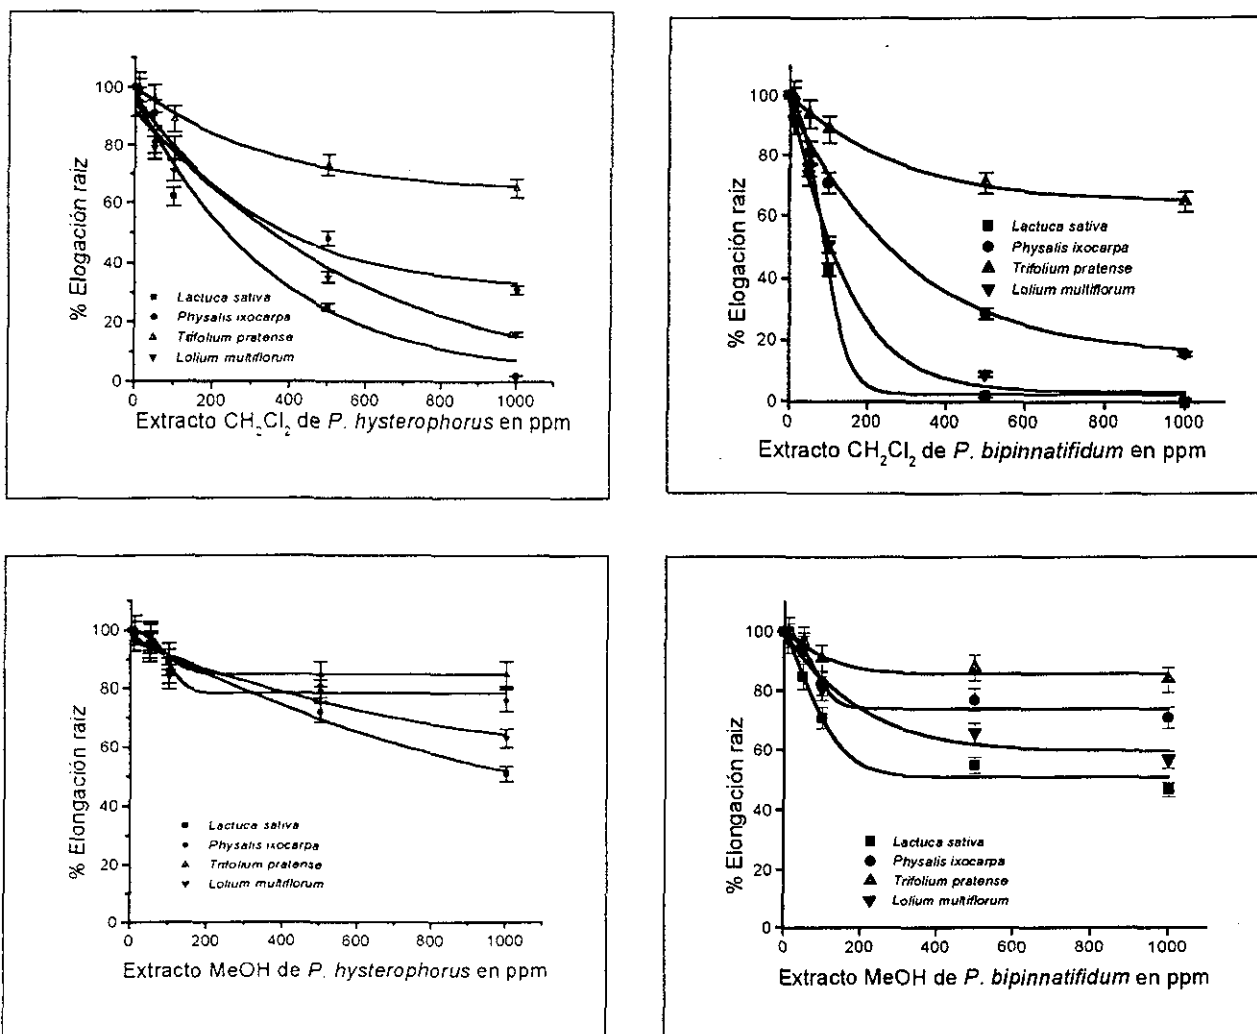 % Elogación raiz
100
80
60
40
20
0
Lactuca sativa
Physalis ixocarpa
Trifolium pratense
Lolium multiflorum
0 200 400 600 800 1000
Extracto CH2Cl2 de P. hysterophorus en ppm
% Elogación raiz
100
80
60
40
20
0
Lactuca sativa
Physalis ixocarpa
Trifolium pratense
Lolium multiflorum
0 200 400 600 800 1000
Extracto CH2Cl2 de P. bipinnatifidum en ppm
% Elongación raiz
100
80
60
40
20
0
Lactuca sativa
Physalis ixocarpa
Trifolium pratense
Lolium multiflorum
0 200 400 600 800 1000
Extracto MeOH de P. hysterophorus en ppm
% Elongación raiz
100
80
60
40
20
0
Lactuca sativa
Physalis ixocarpa
Trifolium pratense
Lolium multiflorum
0 200 400 600 800 1000
Extracto MeOH de P. bipinnatifidum en ppm